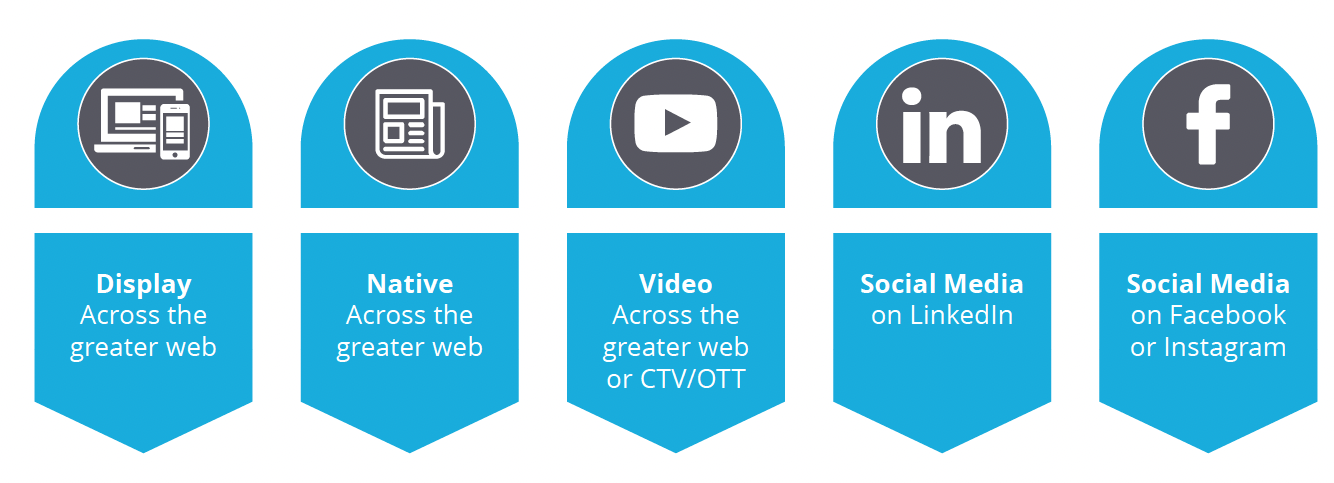 Display
Across the
greater web
Native
Across the
greater web
Video
Across the
greater web
or CTV/OTT
in
Social Media
on LinkedIn
f
Social Media
on Facebook
or Instagram